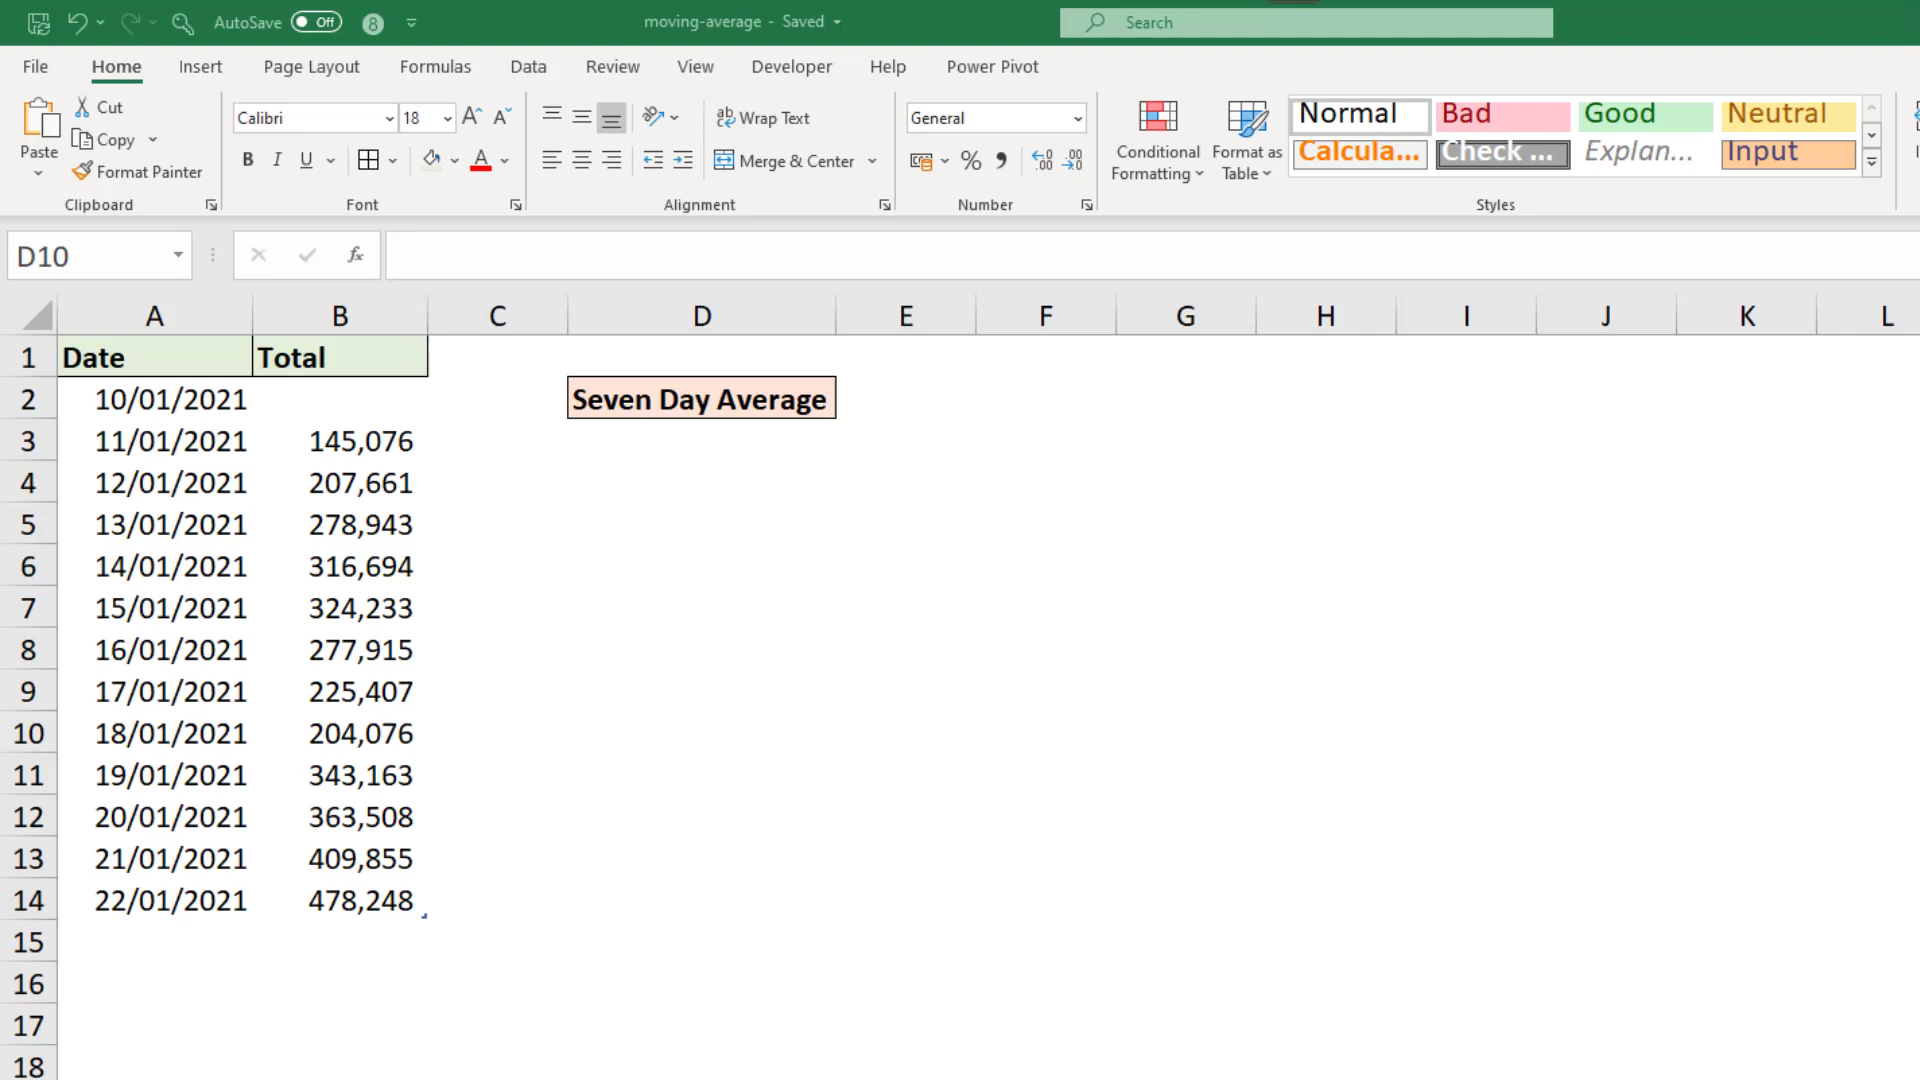 AutoSave Off 8 moving-average - Saved Search
File Home Insert Page Layout Formulas Data Review View Developer Help Power Pivot
Paste Cut Copy Format Painter
Clipboard
Calibri 18
B I U A
Font
Wrap Text
Merge & Center
Alignment
General
%
Number
Conditional Formatting
Format as Table
Normal Bad Good Neutral
Calcula... Check ... Explan... Input
Styles
D10 fx
A B C D E F G H I J K L
1 Date Total
2 10/01/2021 Seven Day Average
3 11/01/2021 145,076
4 12/01/2021 207,661
5 13/01/2021 278,943
6 14/01/2021 316,694
7 15/01/2021 324,233
8 16/01/2021 277,915
9 17/01/2021 225,407
10 18/01/2021 204,076
11 19/01/2021 343,163
12 20/01/2021 363,508
13 21/01/2021 409,855
14 22/01/2021 478,248
15
16
17
18